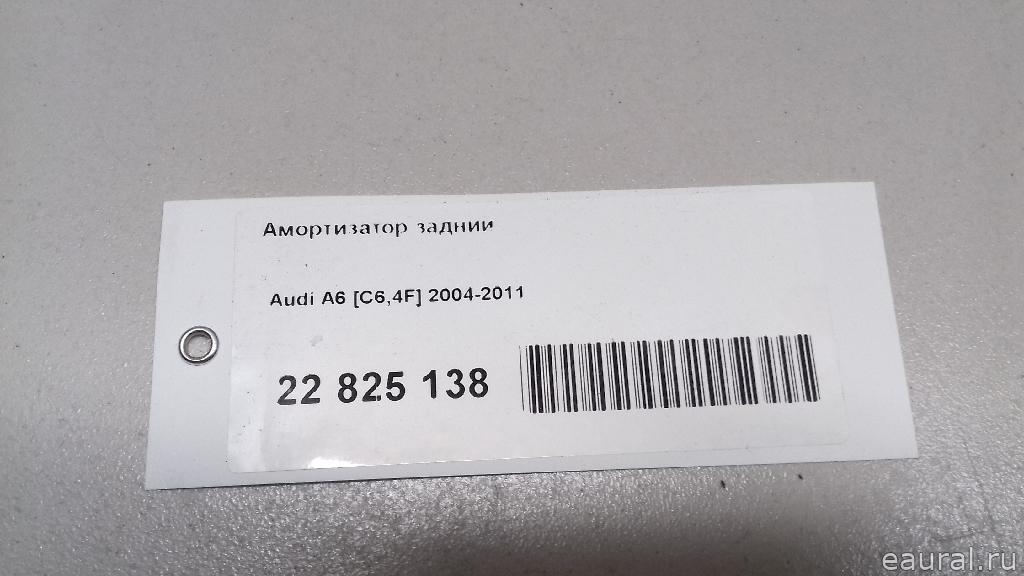 Амортизатор задний
Audi A6 [C6,4F] 2004-2011
22 825 138
eaural.ru